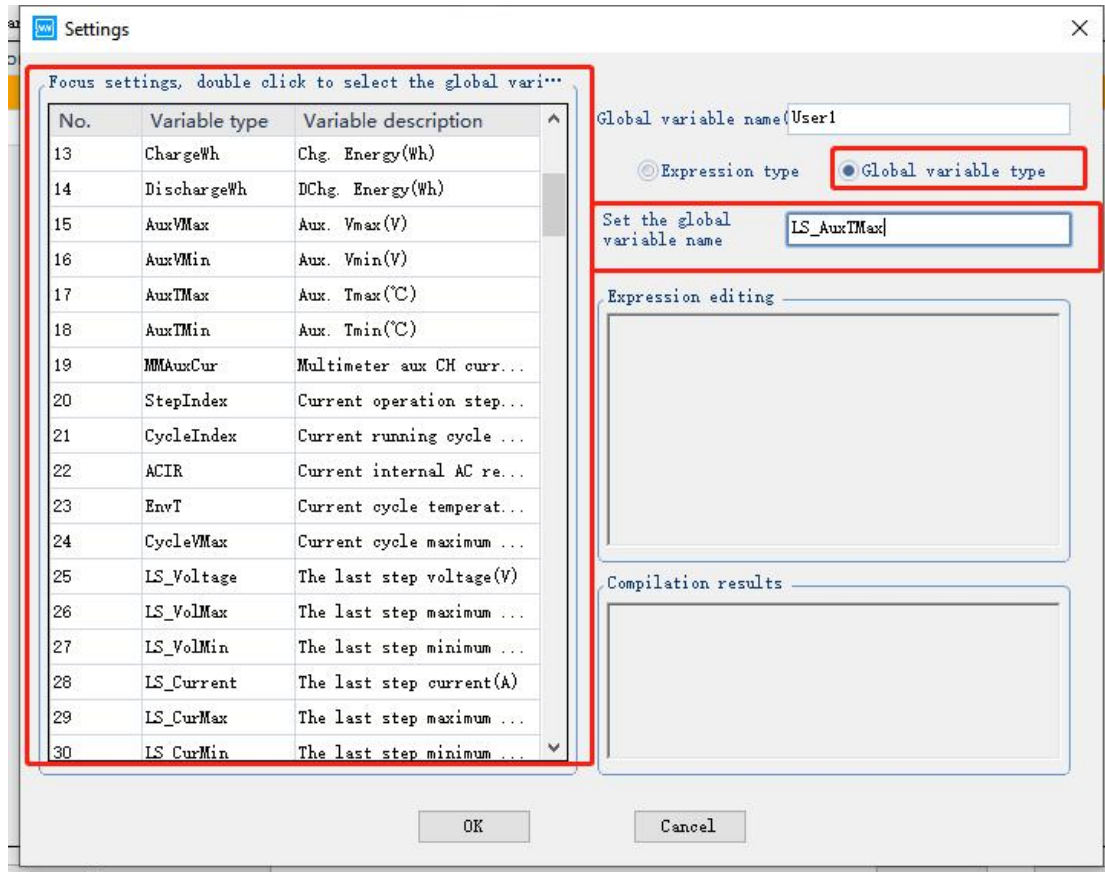 Settings
Focus settings, double click to select the global vari...
No. Variable type Variable description
13 ChargeWh Chg. Energy(Wh)
14 DischargeWh DChg. Energy(Wh)
15 AuxVMax Aux. Vmax(V)
16 AuxVMin Aux. Vmin(V)
17 AuxTMax Aux. Tmax(℃)
18 AuxTMin Aux. Tmin(℃)
19 MMAuxCur Multimeter aux CH curr...
20 StepIndex Current operation step...
21 CycleIndex Current running cycle ...
22 ACIR Current internal AC re...
23 EnvT Current cycle temperat...
24 CycleVMax Current cycle maximum ...
25 LS_Voltage The last step voltage(V)
26 LS_VolMax The last step maximum ...
27 LS_VolMin The last step minimum ...
28 LS_Current The last step current(A)
29 LS_CurMax The last step maximum ...
30 LS_CurMin The last step minimum ...
Global variable name( User1
Expression type Global variable type
Set the global
variable name
LS_AuxTMax
Expression editing
Compilation results
OK Cancel